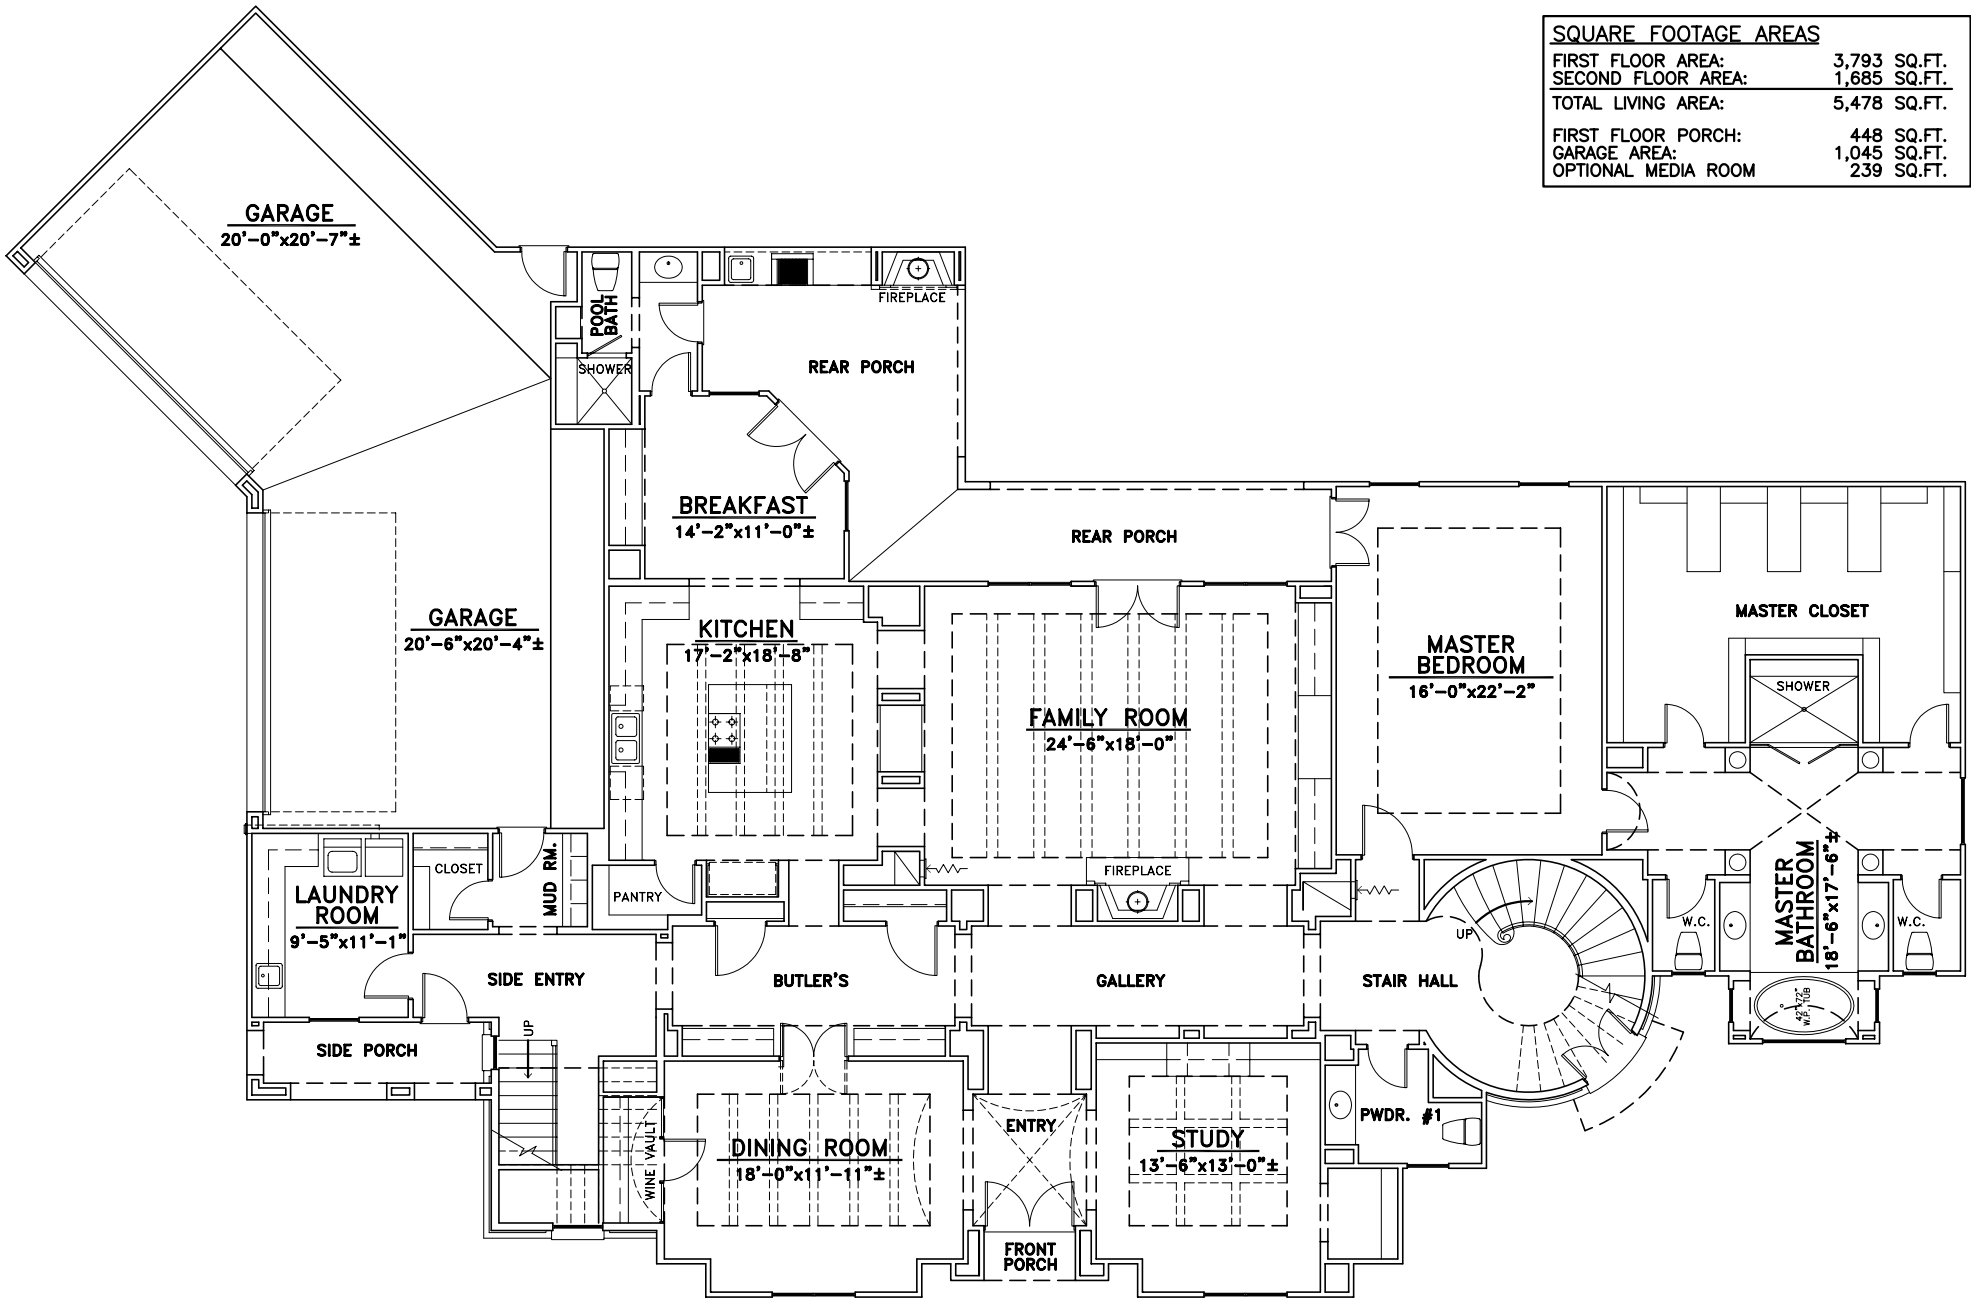 SQUARE FOOTAGE AREAS
FIRST FLOOR AREA: 3,793 SQ.FT.
SECOND FLOOR AREA: 1,685 SQ.FT.
TOTAL LIVING AREA: 5,478 SQ.FT.
FIRST FLOOR PORCH: 448 SQ.FT.
GARAGE AREA: 1,045 SQ.FT.
OPTIONAL MEDIA ROOM 239 SQ.FT.
GARAGE
20'-0"x20'-7"±
POOL
BATH
SHOWER
FIREPLACE
REAR PORCH
BREAKFAST
14'-2"x11'-0"±
REAR PORCH
GARAGE
20'-6"x20'-4"±
KITCHEN
17'-2"x18'-8"
FAMILY ROOM
24'-6"x18'-0"
MASTER
BEDROOM
16'-0"x22'-2"
MASTER CLOSET
SHOWER
MASTER
BATHROOM
18'-6"x17'-6"±
CLOSET
MUD RM.
PANTRY
FIREPLACE
LAUNDRY
ROOM
9'-5"x11'-1"
SIDE ENTRY
BUTLER'S
GALLERY
STAIR HALL
UP
W.C.
W.C.
42"x72"
W.P. TUB
SIDE PORCH
UP
WINE VAULT
DINING ROOM
18'-0"x11'-11"±
ENTRY
STUDY
13'-6"x13'-0"±
PWDR. #1
FRONT
PORCH